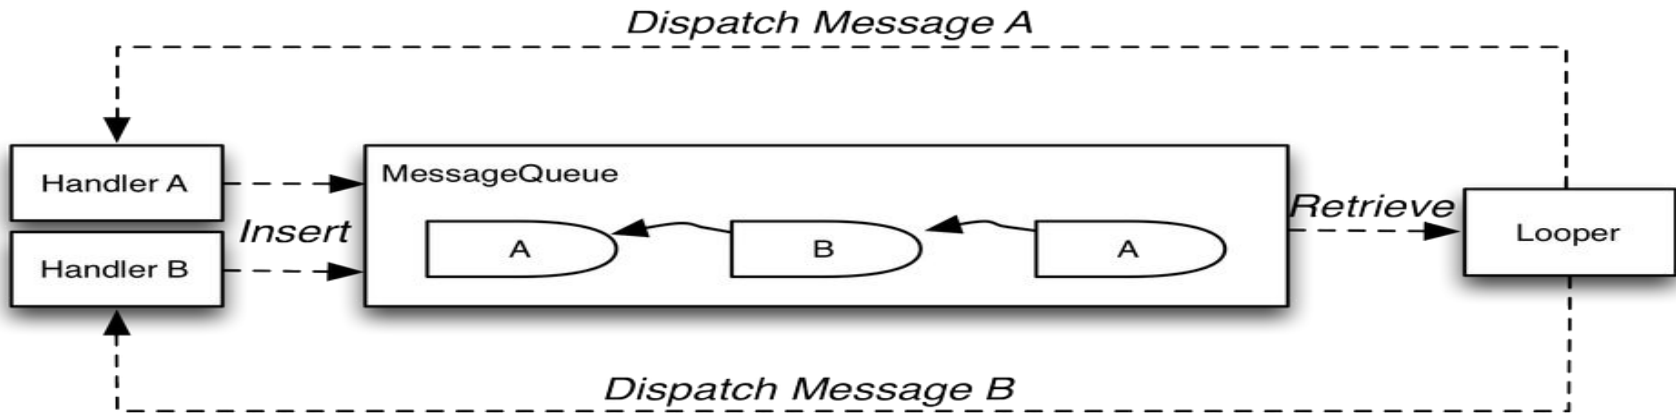 Dispatch Message A
Handler A
MessageQueue
Insert
A
B
A
Retrieve
Looper
Handler B
Dispatch Message B